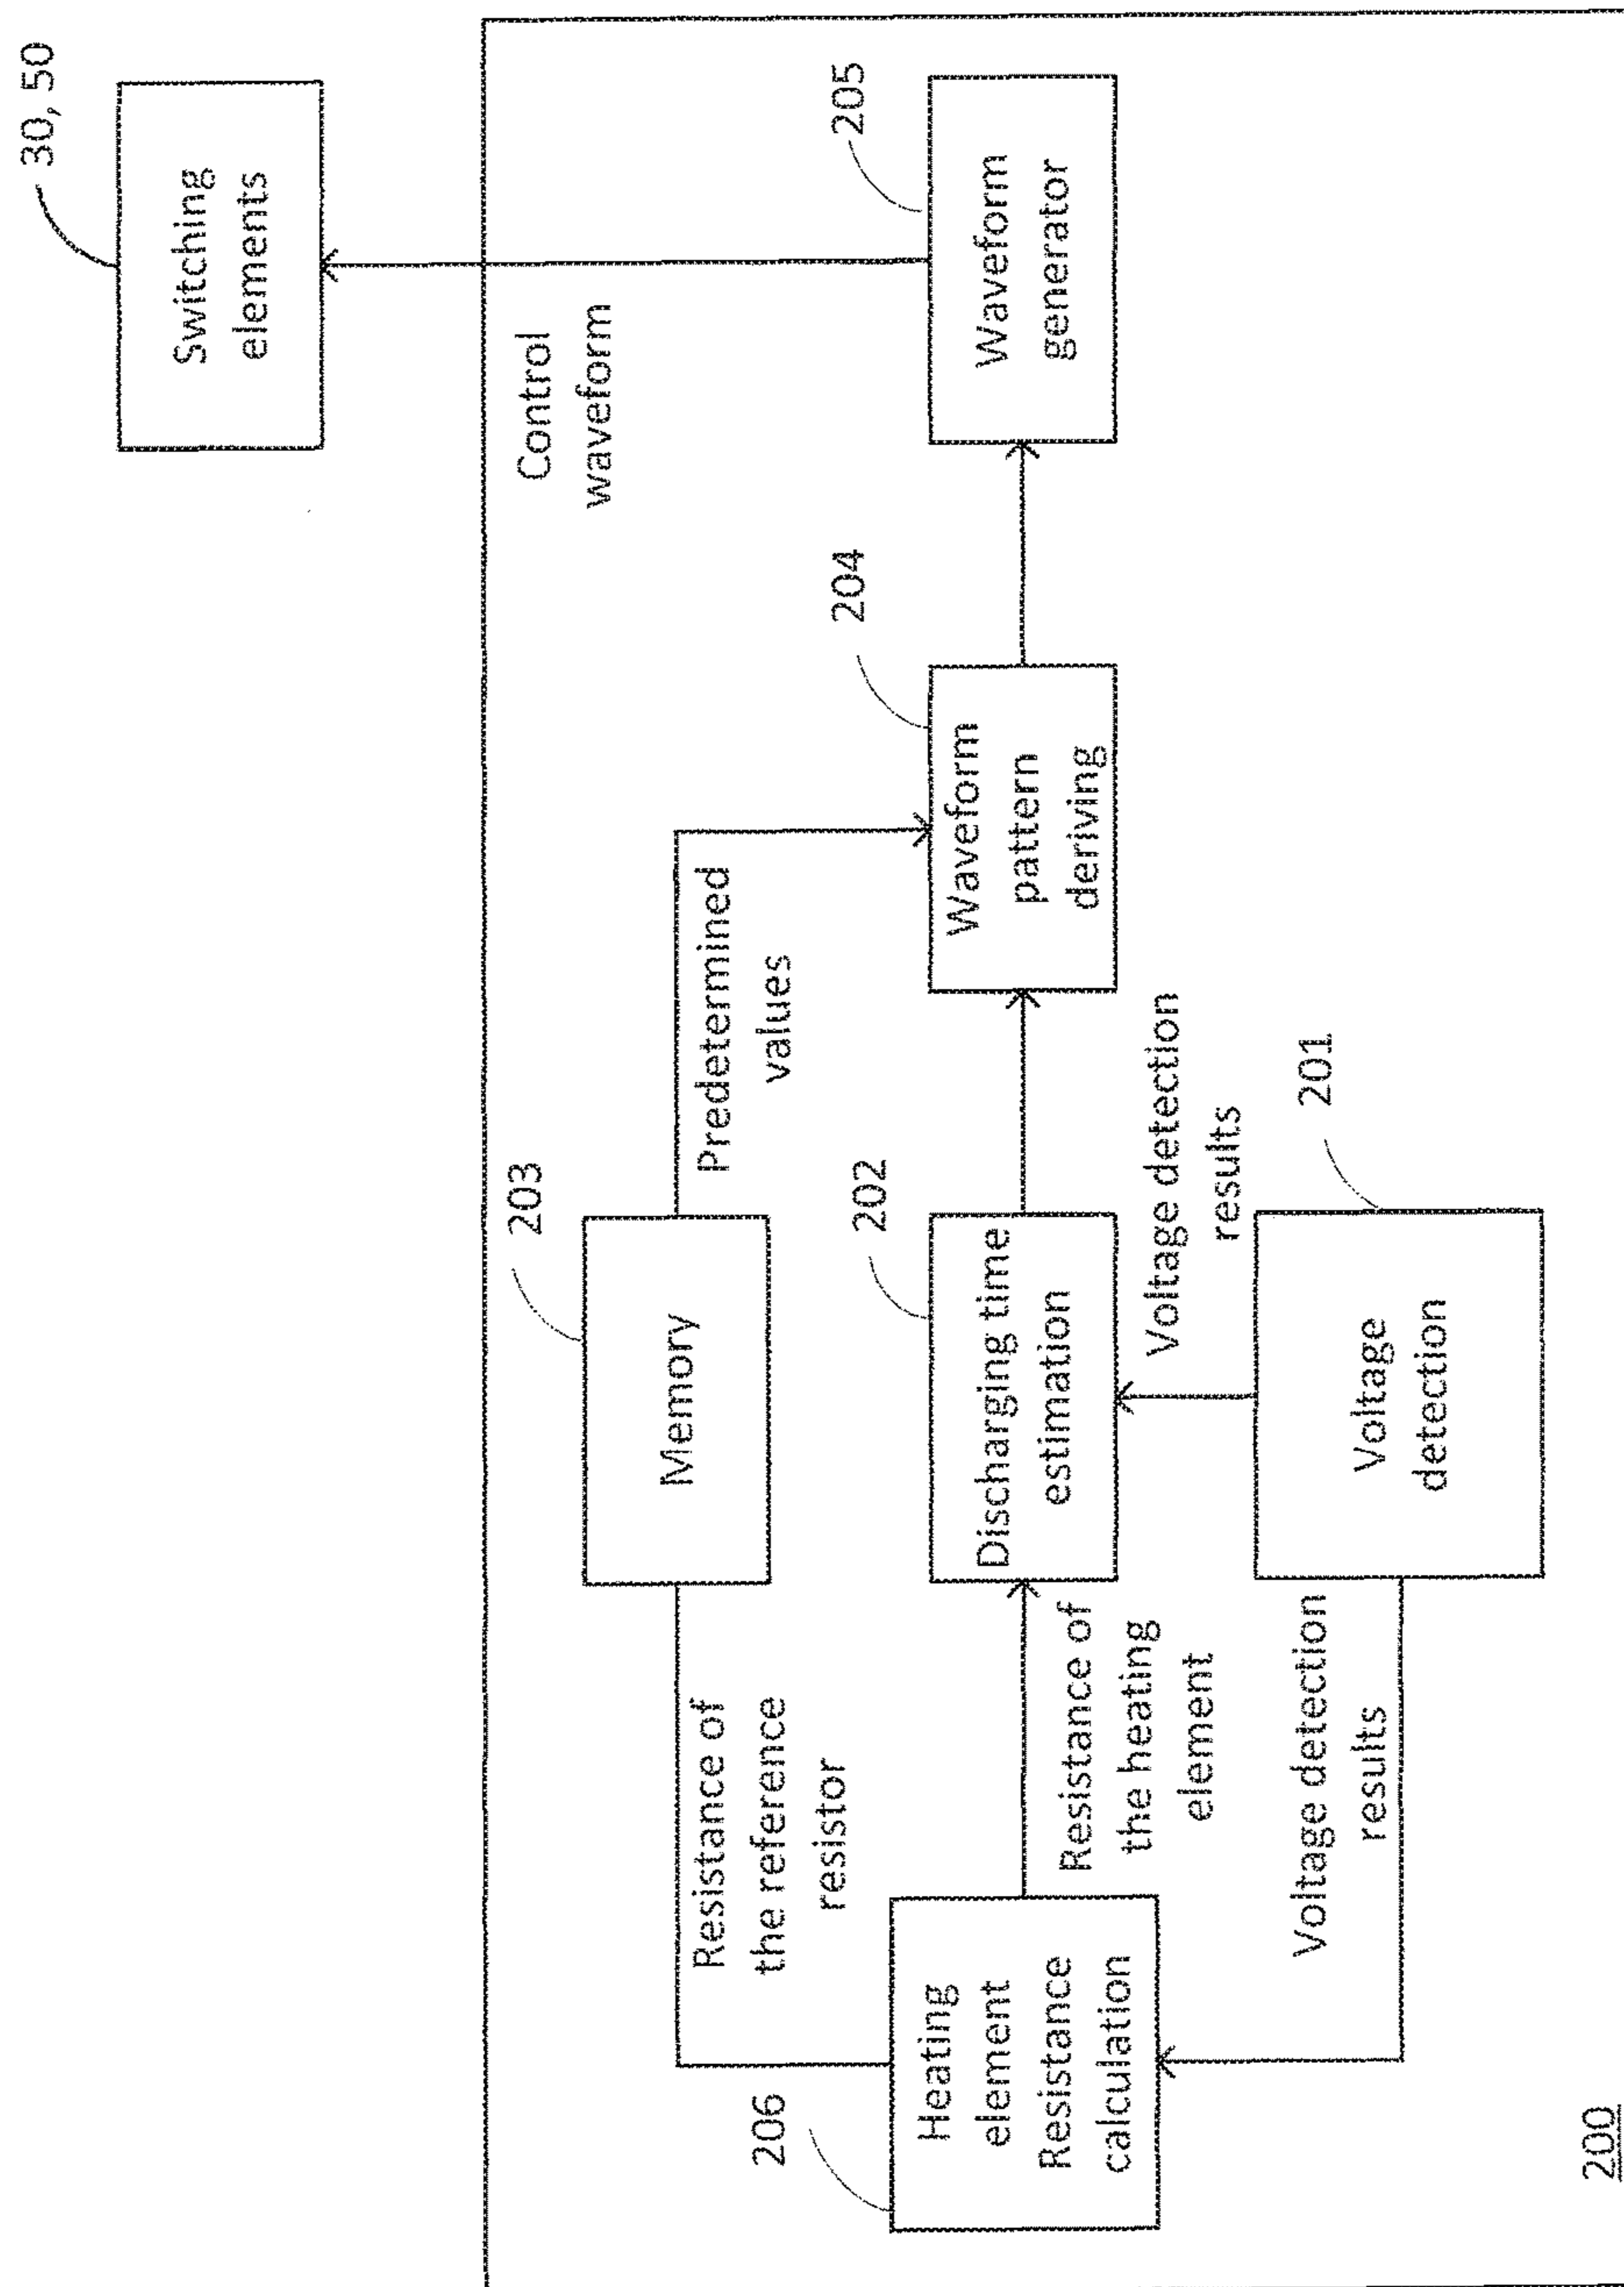 30, 50
Switching
elements
Control
waveform
203
Memory
Resistance of
the reference
resistor
Predetermined
values
206
Heating
element
Resistance
calculation
Resistance of
the heating
element
202
Discharging time
estimation
204
Waveform
pattern
deriving
205
Waveform
generator
Voltage detection
results
Voltage detection
results
201
Voltage
detection
200